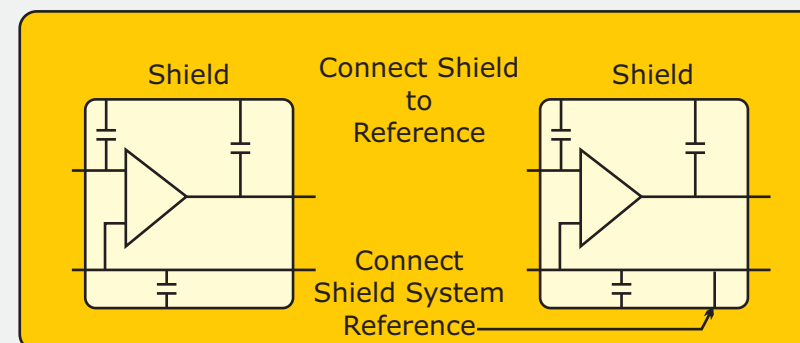 Shield
Connect Shield
to
Reference
Shield
Connect
Shield System
Reference